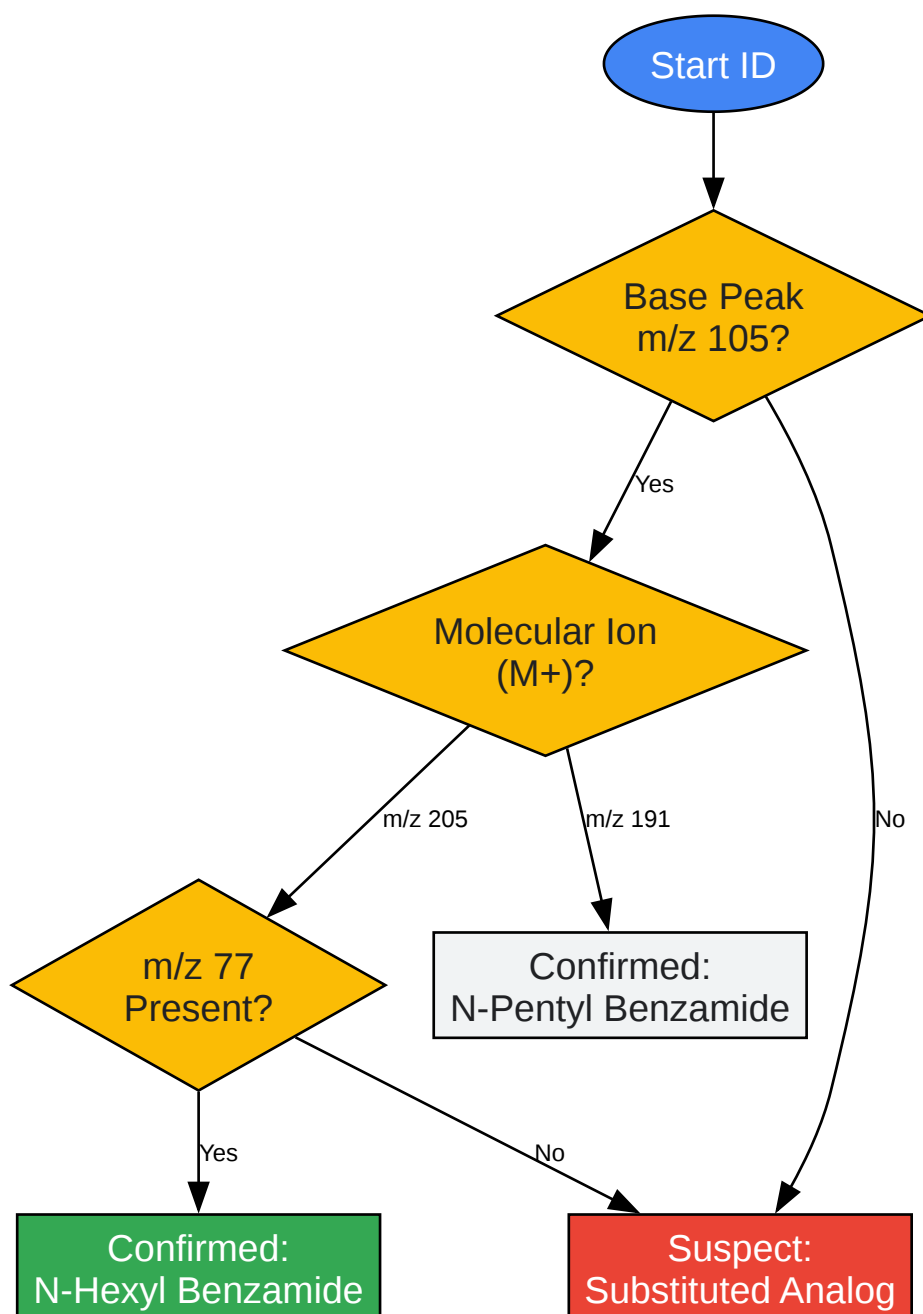 Start ID
Base Peak
m/z 105?
Yes
Molecular Ion
(M+)?
m/z 205
m/z 191
No
m/z 77
Present?
Confirmed:
N-Pentyl Benzamide
Yes
No
Confirmed:
N-Hexyl Benzamide
Suspect:
Substituted Analog